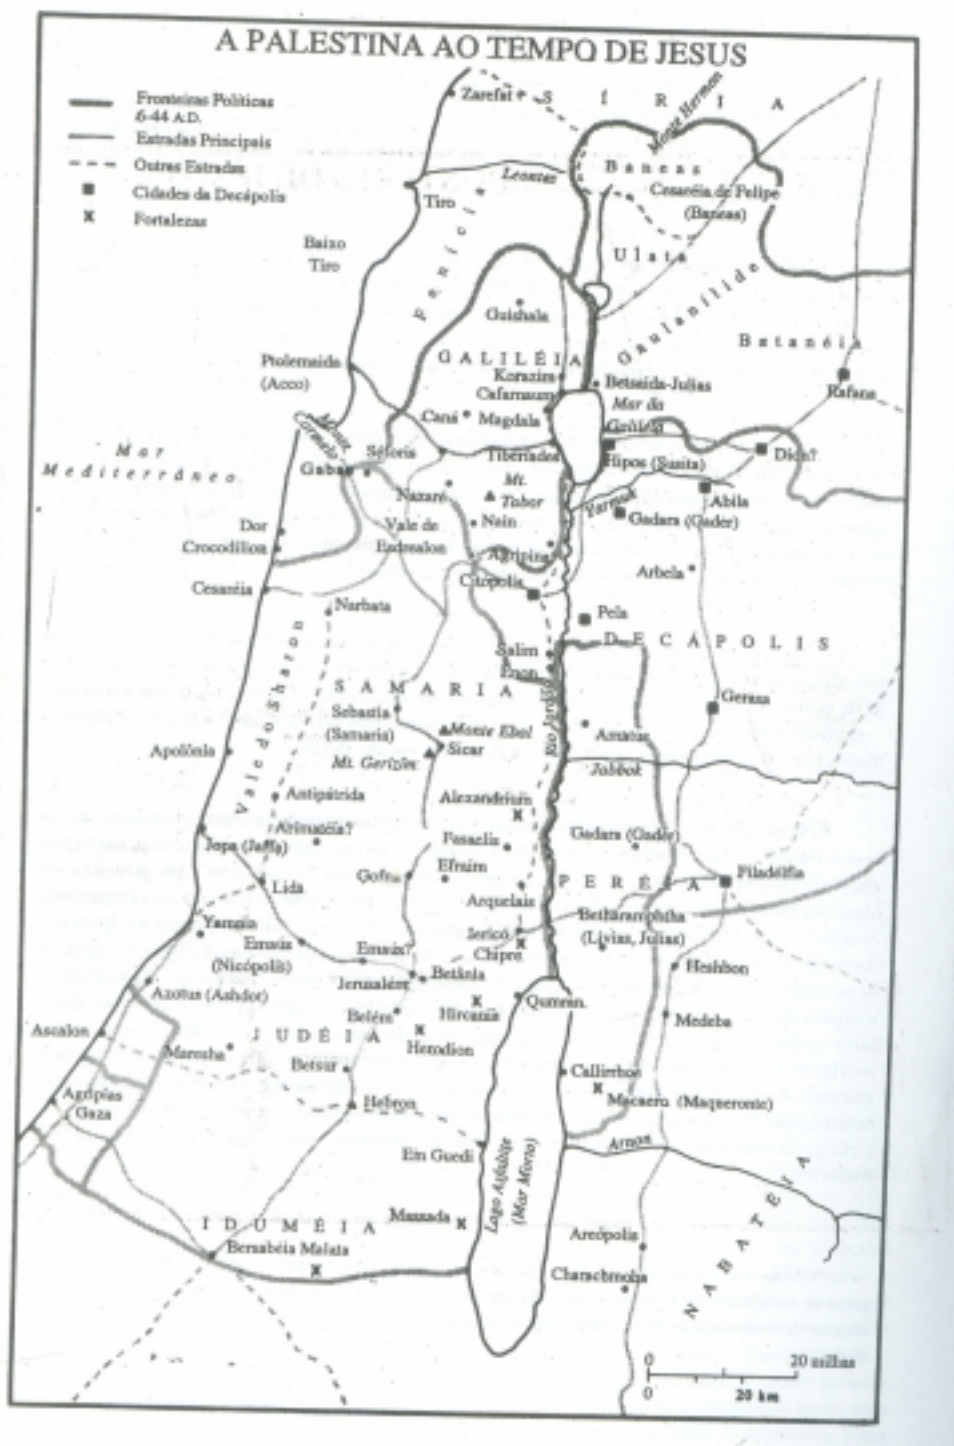 A PALESTINA AO TEMPO DE JESUS
Fronteiras Políticas
6-44 A.D.
Estradas Principais
Outras Estradas
Cidades da Decápolis
Fortalezas
Zarefat
SÍRIA
Monte Hermon
Baneas
Cesaréia de Felipe
(Baneas)
Leontes
Tiro
Fenícia
Baixo
Tiro
Ulata
Gaulanílide
Guishala
Batanéia
GALILÉIA
Ptolemaida
(Acco)
Korazim
Cafarnaum
Betsaida-Julias
Rafana
Mar da
Galiléia
Caná
Magdala
Monte
Carmelo
Mar
Mediterrâneo
Séforis
Tiberíades
Hipos (Susita)
Dion?
Gaba
Mt.
Tabor
Nazaré
Yarmuk
Abila
Gadara (Gader)
Vale de
Esdrealon
Nain
Dor
Crocodilion
Agripina
Arbela
Citópolis
Cesaréia
Narbata
Pela
DECÁPOLIS
Salim
Enon
SAMARIA
Sebastia
(Samaria)
Gerasa
Vale do Sharon
Rio Jordão
Monte Ebal
Amatus
Apolônia
Sicar
Mt. Gerizim
Jabbok
Antipátrida
Alexandrium
Arimatéia?
Jopa (Jaffa)
Fasaelis
Gadara (Gader)
Gofna
Efraim
PERÉIA
Filadélfia
Lida
Arquelais
Betharamphtha
(Livias, Julias)
Yamnia
Jericó
Chipre
Emaús
(Nicópolis)
Emaús?
Betânia
Heshbon
Jerusalém
Azotus (Ashdot)
Qumran
Hircania
Belém
Medeba
Ascalon
IUDÉIA
Herodion
Maresha
Betsur
Callirrhoe
Macaeru (Maqueronte)
Agripias
Gaza
Hebron
Arnon
Ein Guedi
Lago Asfaltite
(Mar Morto)
NABATÉIA
Massada
IDUMÉIA
Bersabéia Malata
Areópolis
Charachmoba
0 20 milhas
0 20 km